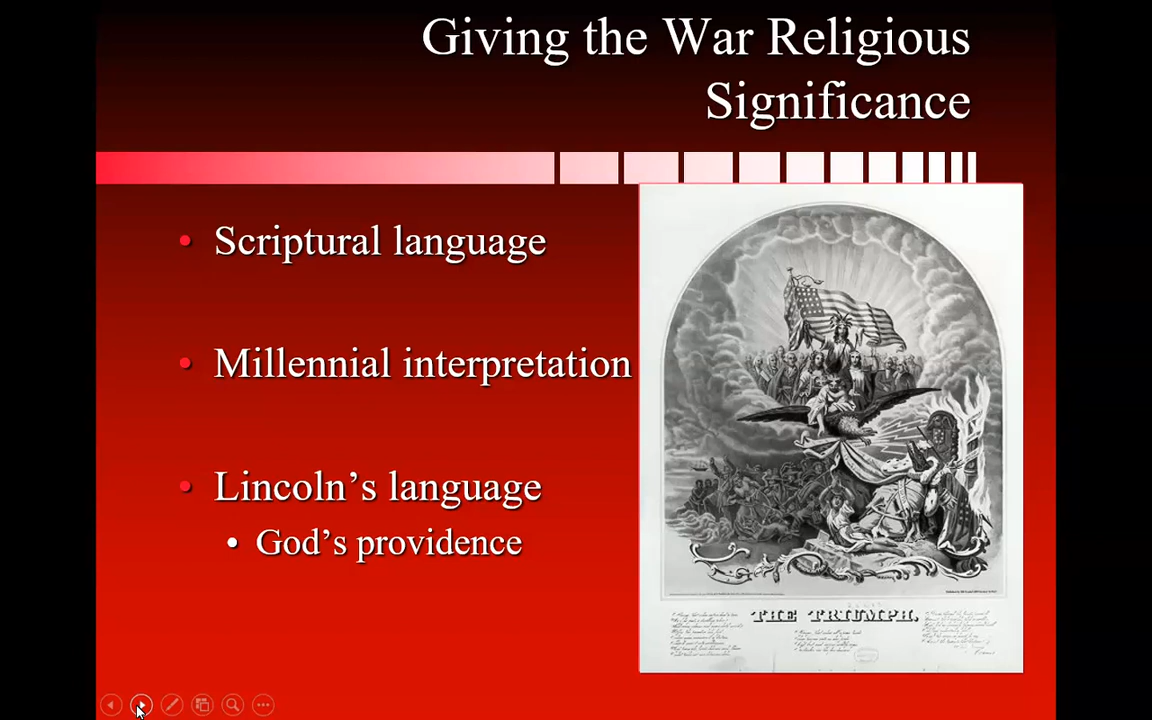 Giving the War Religious
Significance
• Scriptural language
• Millennial interpretation
• Lincoln’s language
• God’s providence
THE TRIUMPH.